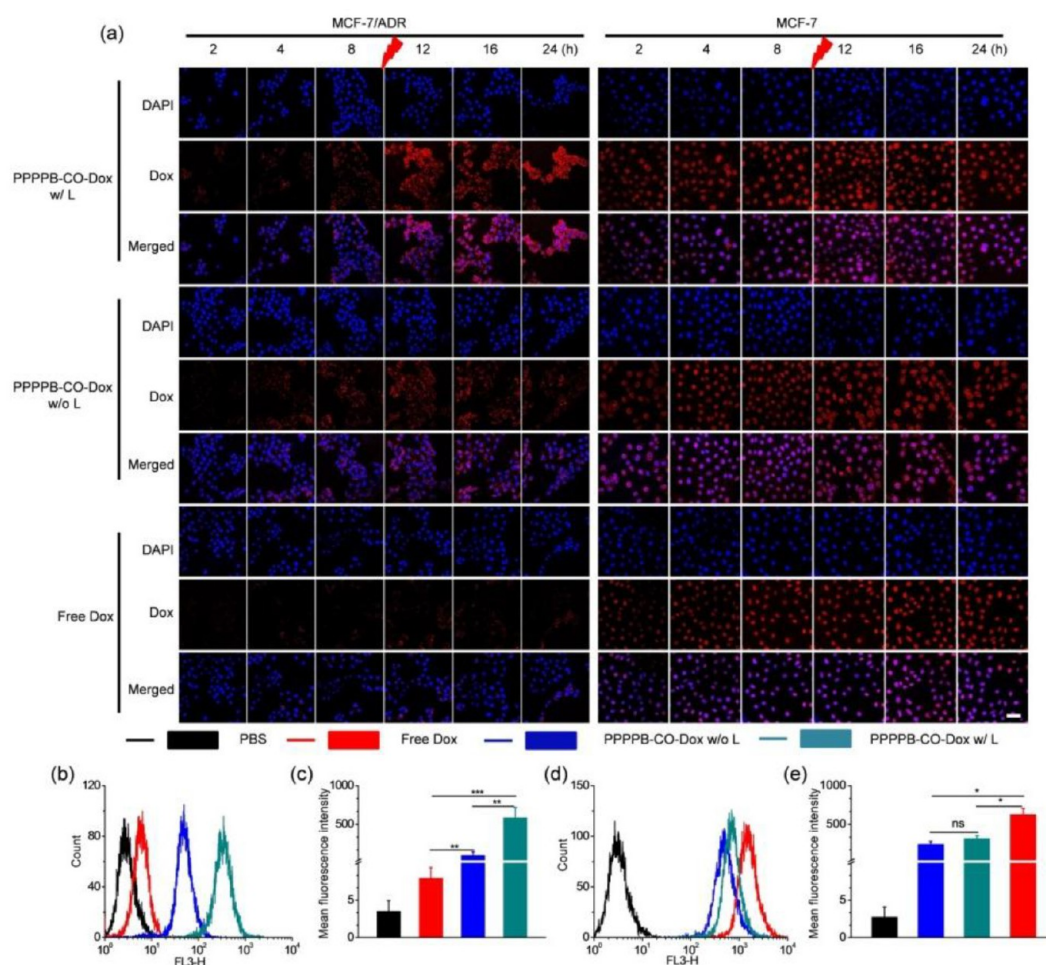 (a)
MCF-7/ADR
MCF-7
2 4 8 12 16 24 (h)
2 4 8 12 16 24 (h)
PPPPB-CO-Dox w/ L
DAPI
Dox
Merged
PPPPB-CO-Dox w/o L
DAPI
Dox
Merged
Free Dox
DAPI
Dox
Merged
PBS Free Dox PPPPB-CO-Dox w/o L PPPPB-CO-Dox w/ L
(b)
120
80
40
0
Count
10⁰ 10¹ 10² 10³ 10⁴
FL3-H
(c)
1000
500
5
0
Mean fluorescence intensity
***
**
**
(d)
150
100
50
0
Count
10⁰ 10¹ 10² 10³ 10⁴
FL3-H
(e)
1000
500
5
0
Mean fluorescence intensity
*
*
ns